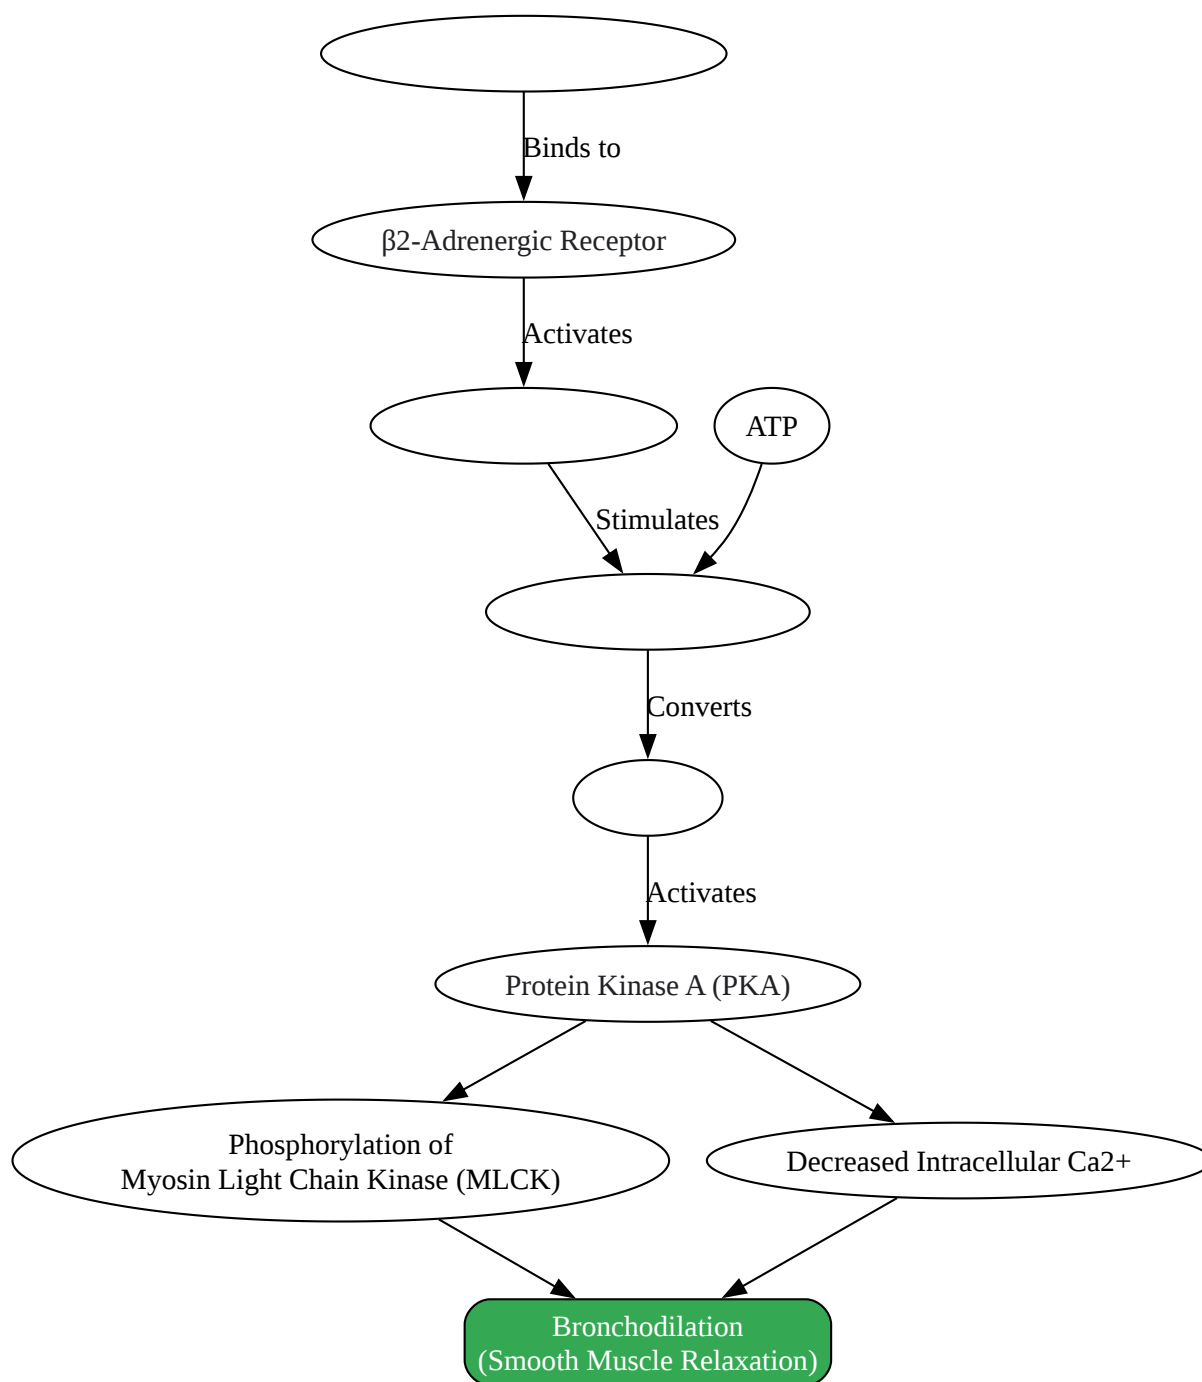 Binds to
β2-Adrenergic Receptor
Activates
ATP
Stimulates
Converts
Activates
Protein Kinase A (PKA)
Phosphorylation of
Myosin Light Chain Kinase (MLCK)
Decreased Intracellular Ca2+
Bronchodilation
(Smooth Muscle Relaxation)